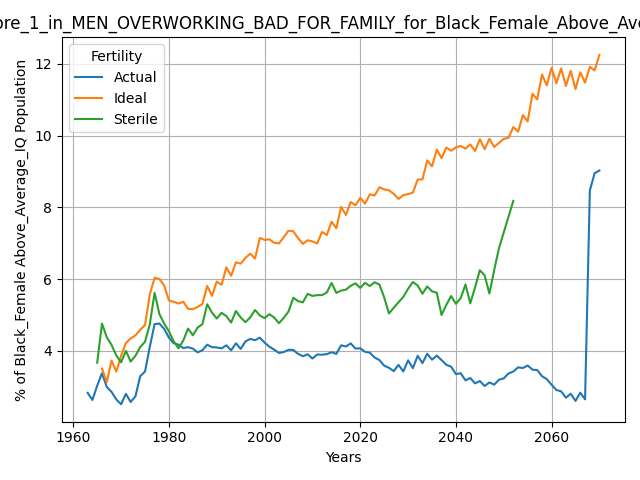 ore_1_in_MEN_OVERWORKING_BAD_FOR_FAMILY_for_Black_Female_Above_Ave
Fertility
Actual
Ideal
Sterile
% of Black_Female Above_Average_IQ Population
12
10
8
6
4
1960
1980
2000
2020
2040
2060
Years